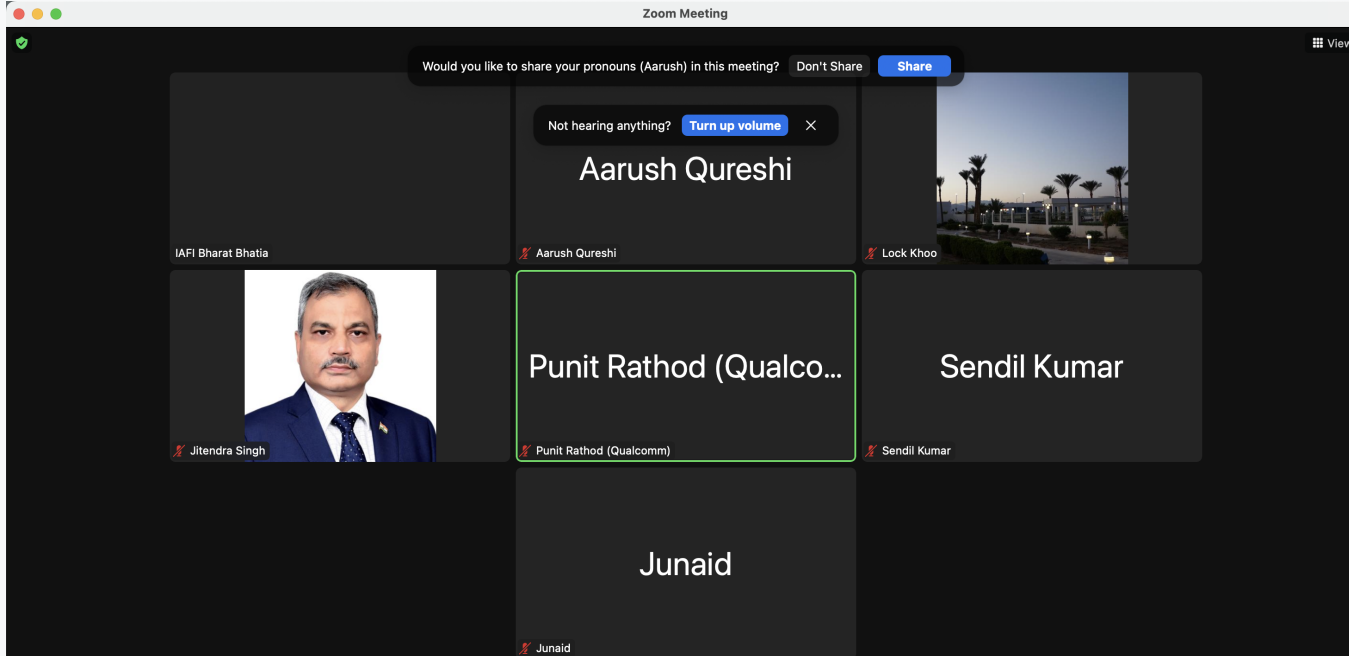 Zoom Meeting
View
Would you like to share your pronouns (Aarush) in this meeting? Don't Share Share
Not hearing anything? Turn up volume
Aarush Qureshi
IAFI Bharat Bhatia
Aarush Qureshi
Lock Khoo
Punit Rathod (Qualco...
Sendil Kumar
Jitendra Singh
Punit Rathod (Qualcomm)
Sendil Kumar
Junaid
Junaid